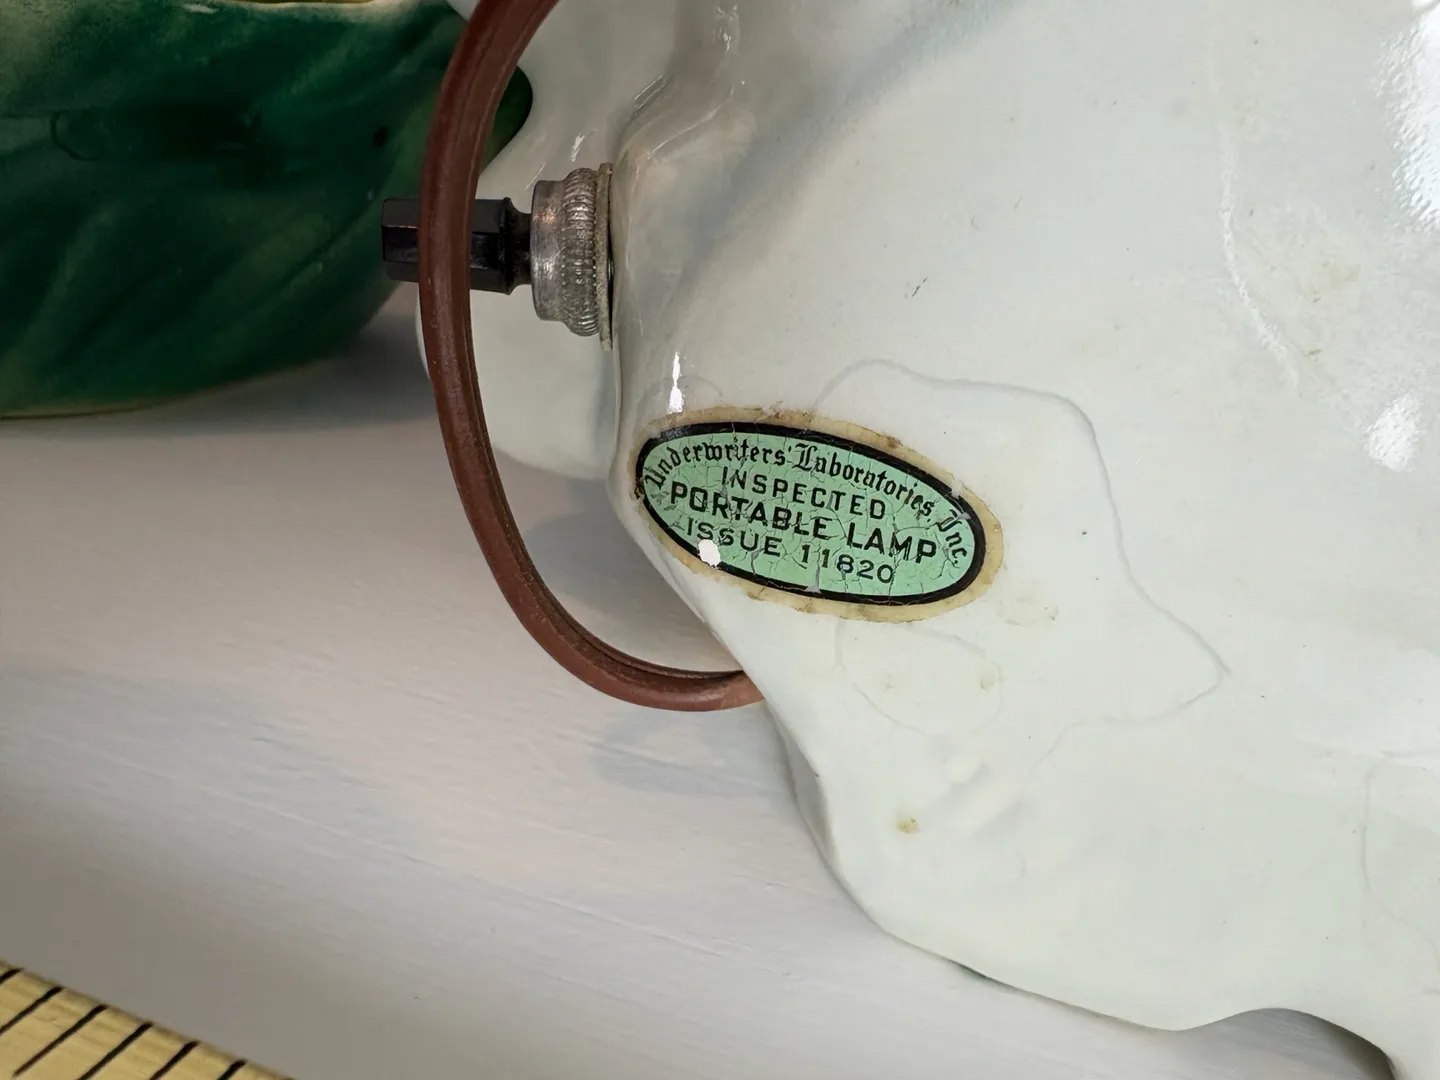 Underwriters' Laboratories, Inc.
INSPECTED
PORTABLE LAMP
ISSUE 11820